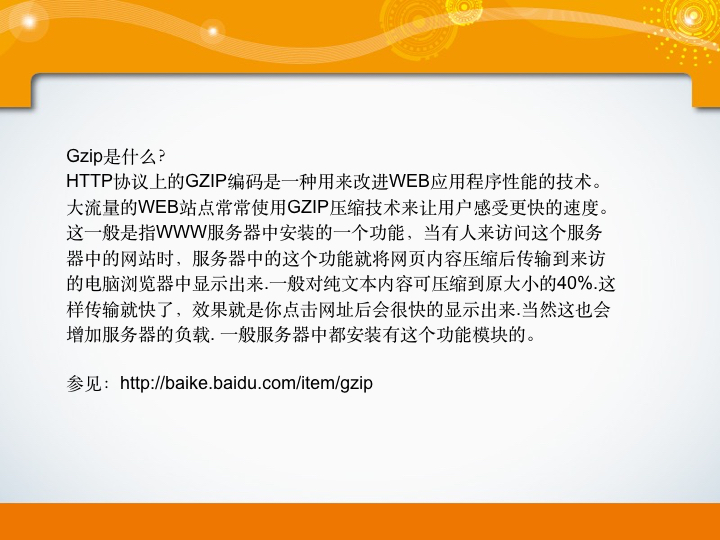 Gzip是什么?
HTTP协议上的GZIP编码是一种用来改进WEB应用程序性能的技术。
大流量的WEB站点常常使用GZIP压缩技术来让用户感受更快的速度。
这一般是指WWW服务器中安装的一个功能，当有人来访问这个服务
器中的网站时，服务器中的这个功能就将网页内容压缩后传输到来访
的电脑浏览器中显示出来.一般对纯文本内容可压缩到原大小的40%.这
样传输就快了，效果就是你点击网址后会很快的显示出来.当然这也会
增加服务器的负载. 一般服务器中都安装有这个功能模块的。
参见：http://baike.baidu.com/item/gzip